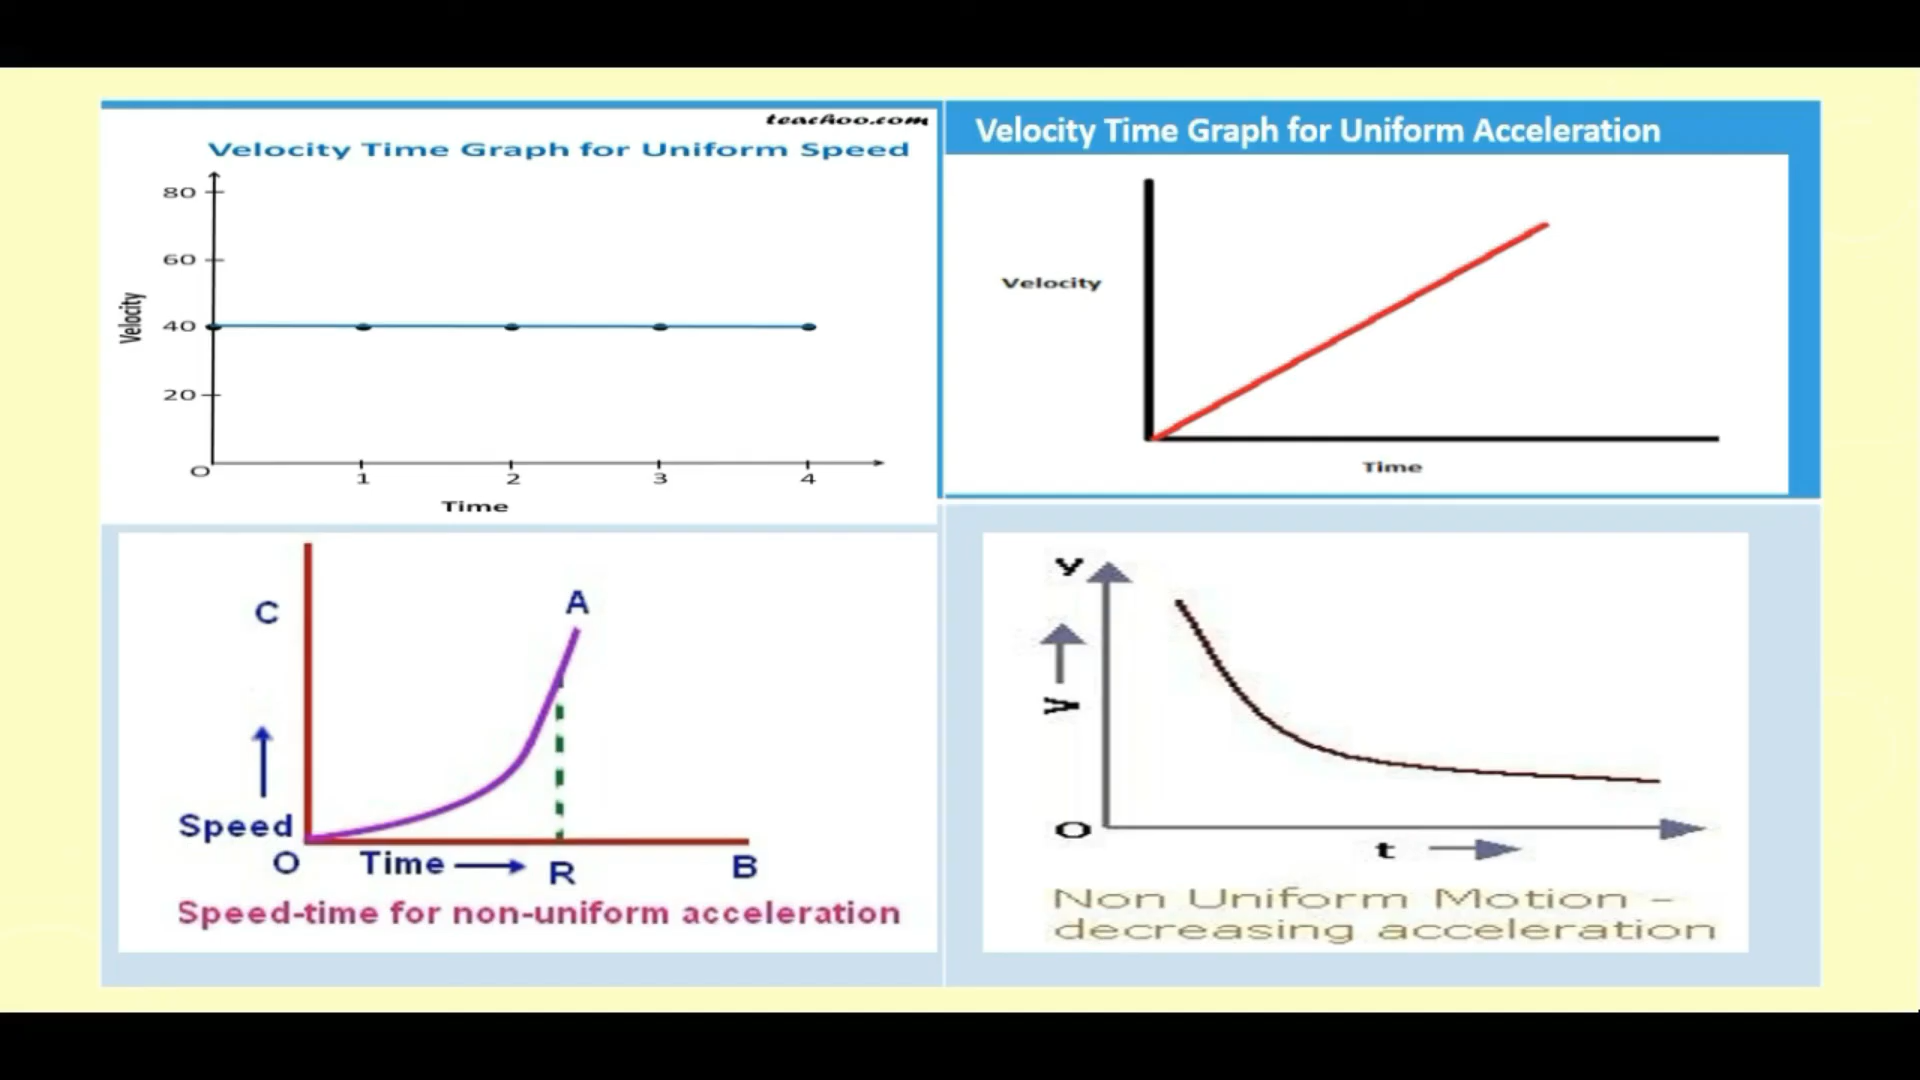 teachoo.com
Velocity Time Graph for Uniform Speed
80
60
40
20
O
1
2
3
4
Velocity
Time
Velocity Time Graph for Uniform Acceleration
Velocity
Time
C
A
Speed
O
Time
R
B
Speed-time for non-uniform acceleration
y
v
O
t
Non Uniform Motion -
decreasing acceleration